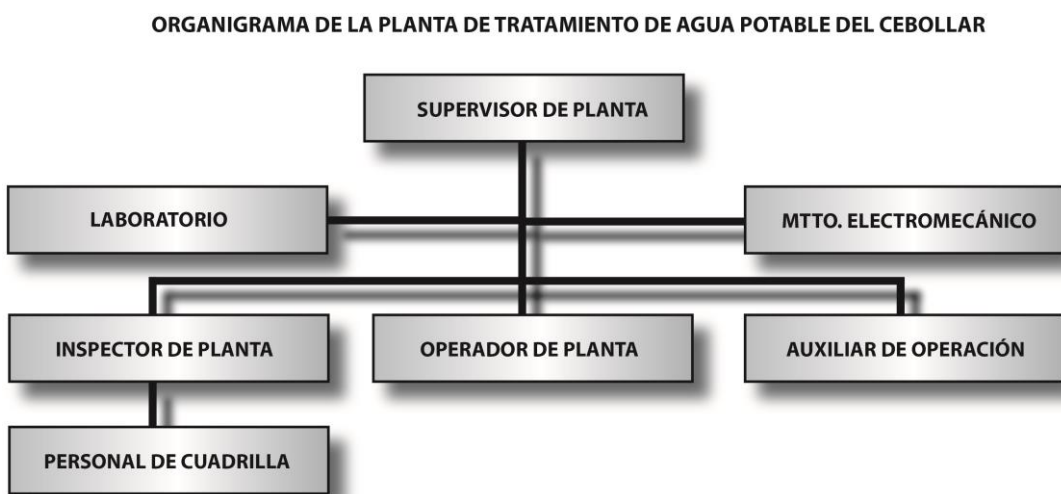 ORGANIGRAMA DE LA PLANTA DE TRATAMIENTO DE AGUA POTABLE DEL CEBOLLAR
SUPERVISOR DE PLANTA
LABORATORIO
MTTO. ELECTROMECÁNICO
INSPECTOR DE PLANTA
OPERADOR DE PLANTA
AUXILIAR DE OPERACIÓN
PERSONAL DE CUADRILLA